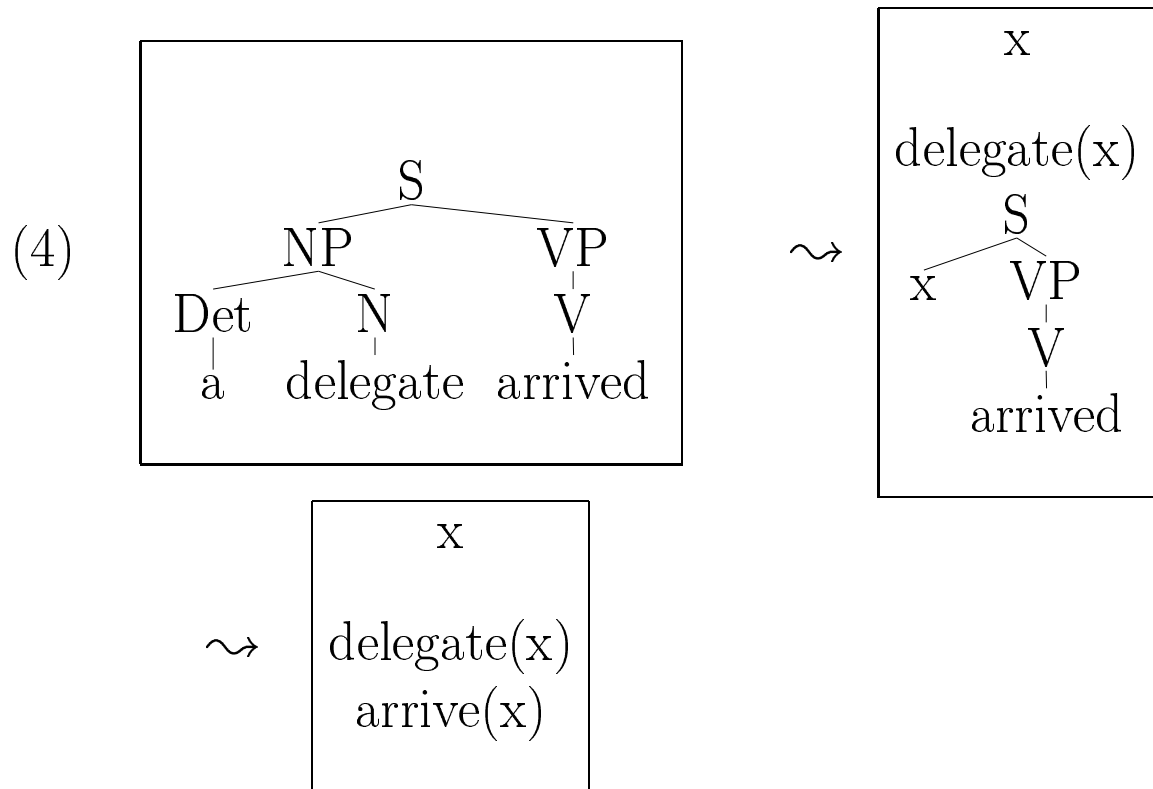 x
delegate(x)
S
S
(4) NP VP ⇝ x VP
Det N V V
a delegate arrived arrived
x
⇝ delegate(x)
arrive(x)